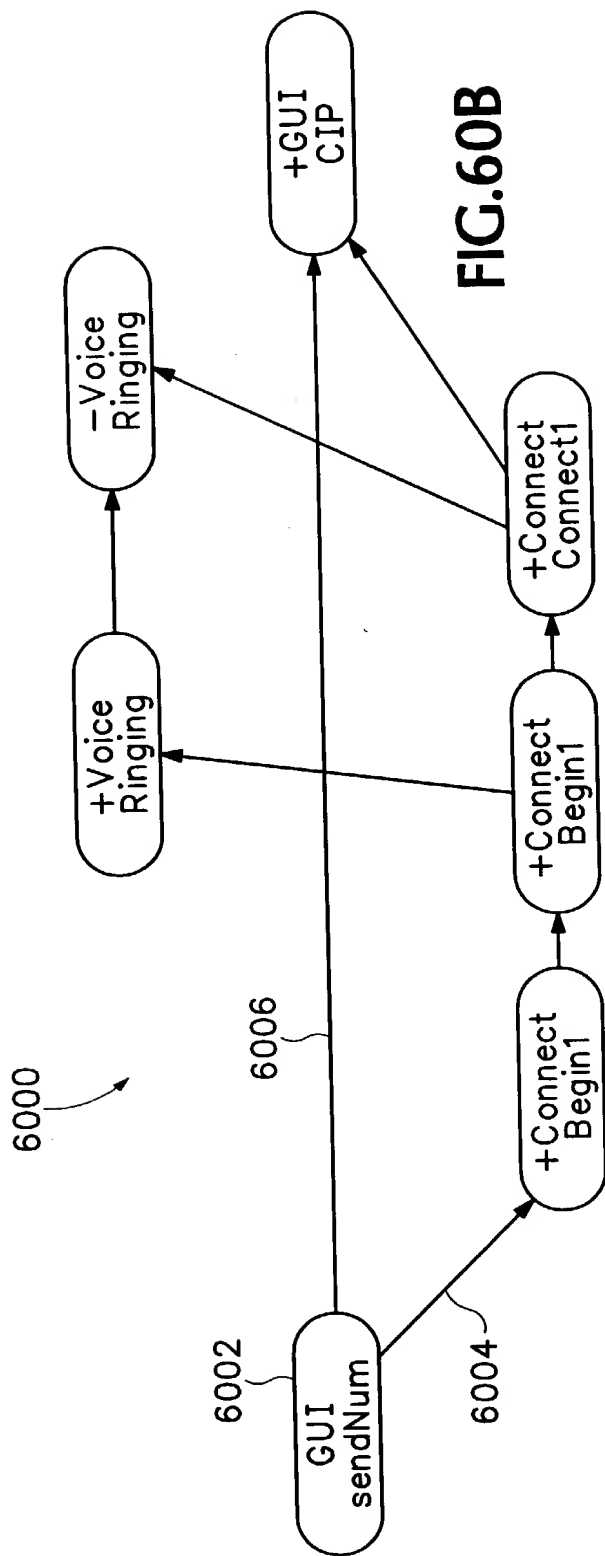 6000
+Voice
Ringing
-Voice
Ringing
6002
GUI
sendNum
6006
+GUI
CIP
6004
+Connect
Begin1
+Connect
Begin1
+Connect
Connect1
FIG.60B